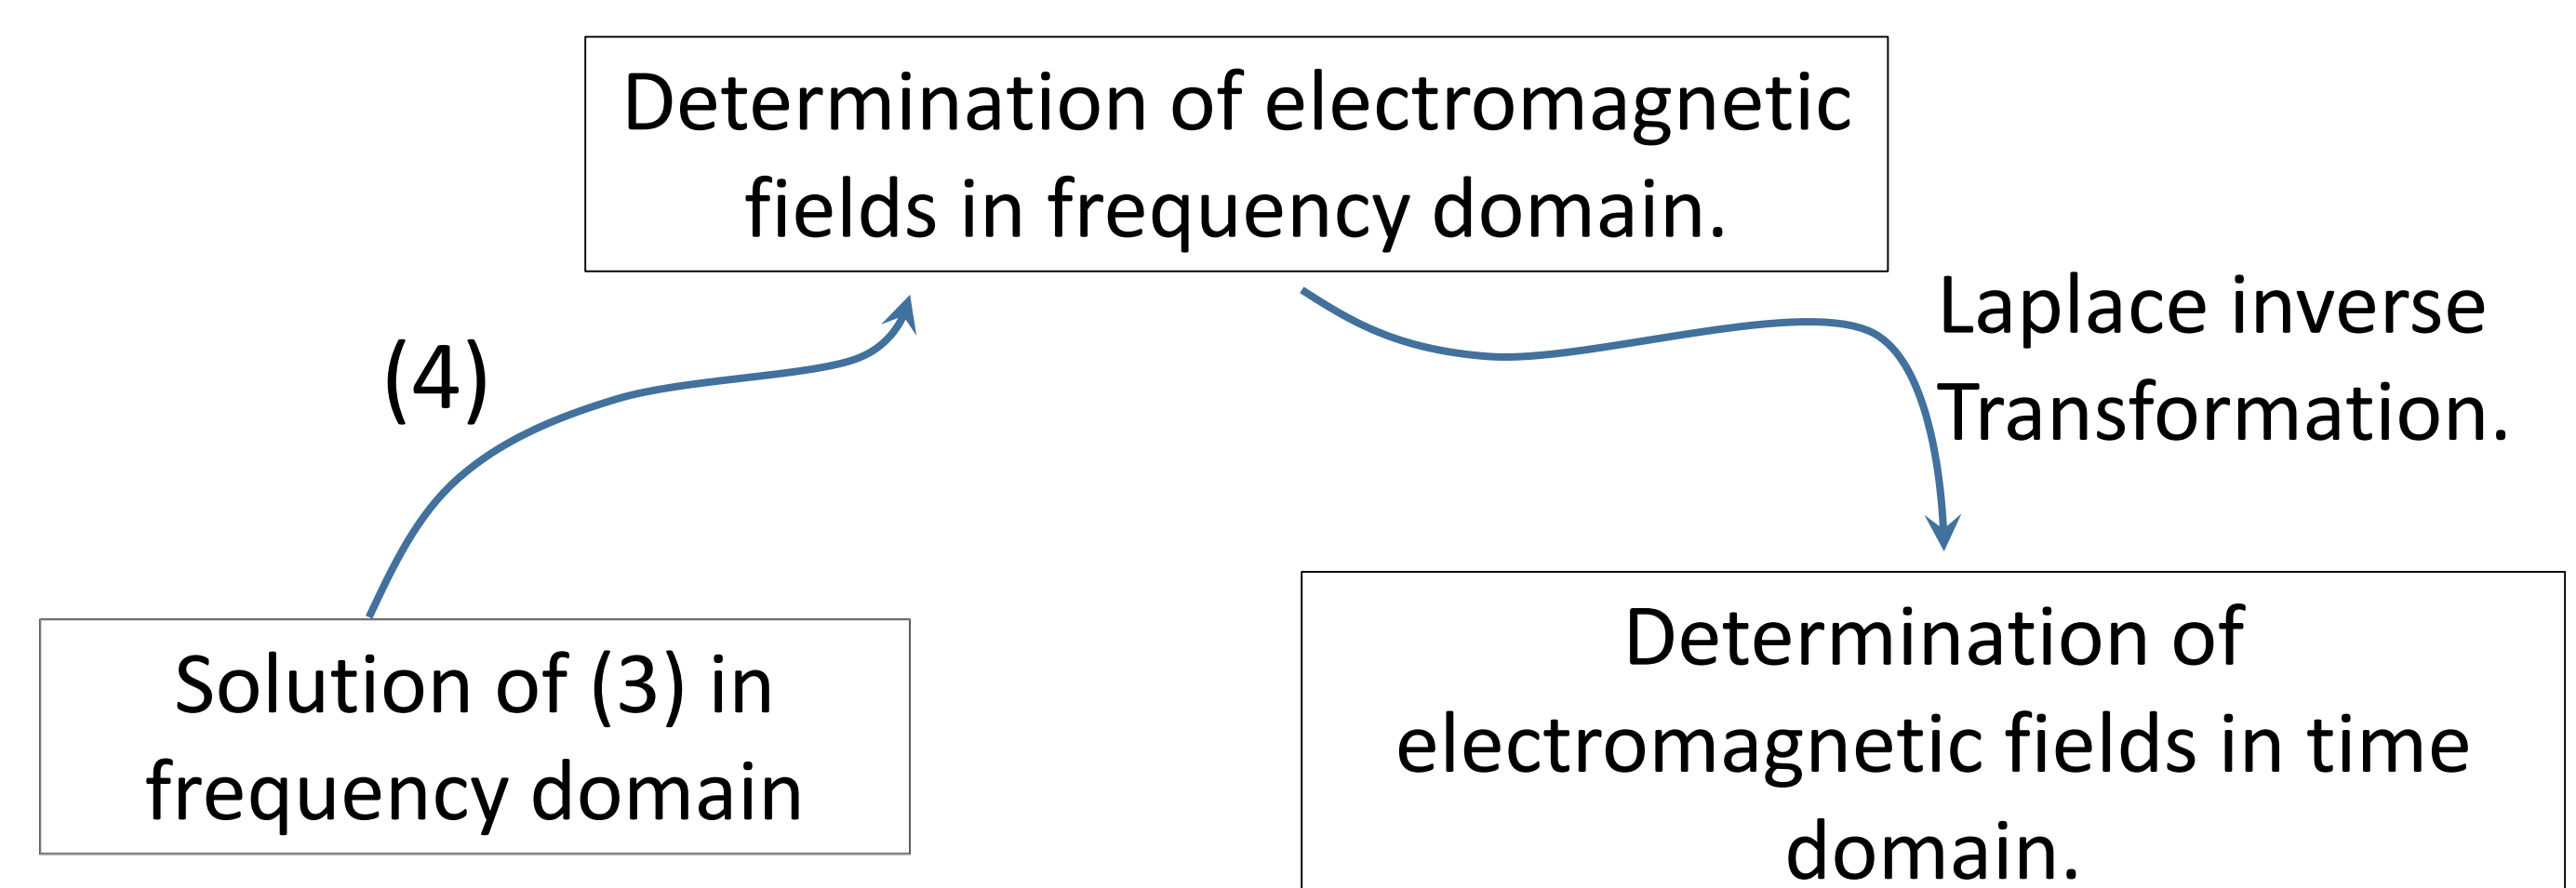 Determination of electromagnetic
fields in frequency domain.
Laplace inverse
Transformation.
(4)
Solution of (3) in
frequency domain
Determination of
electromagnetic fields in time
domain.